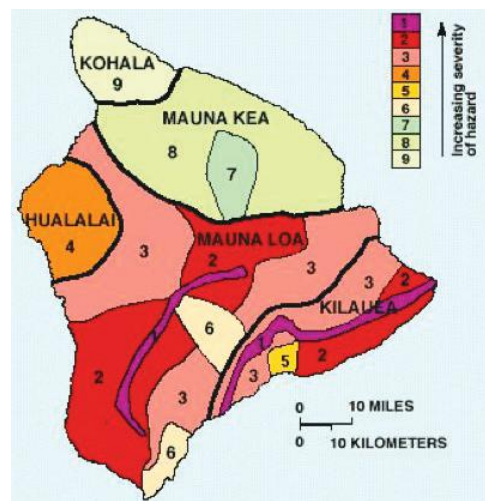 KOHALA
9
MAUNA KEA
8
7
HUALALAI
4
3
MAUNA LOA
2
3
3
2
KILAUEA
6
1
2
3
3
5
2
6
0 10 MILES
0 10 KILOMETERS
1
2
3
4
5
6
7
8
9
Increasing severity
of hazard